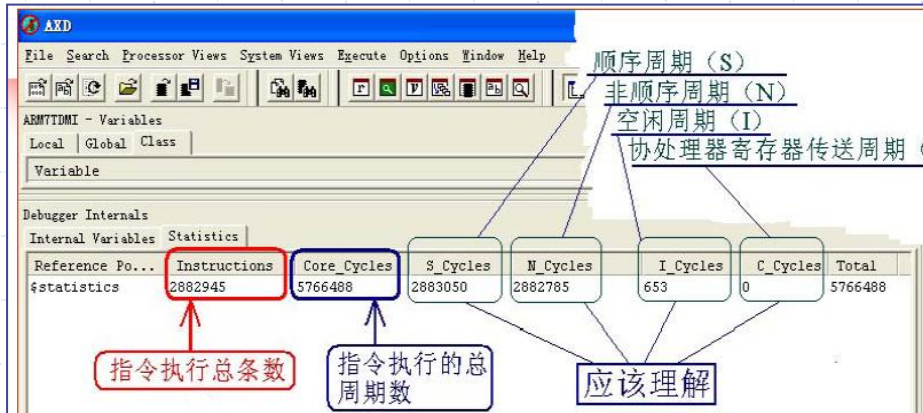 AXD
File Search Processor Views System Views Execute Options Window Help
顺序周期（S）
非顺序周期（N）
空闲周期（I）
协处理器寄存器传送周期（
ARM7TDMI - Variables
Local Global Class
Variable
Debugger Internals
Internal Variables Statistics
Reference Po... Instructions Core_Cycles S_Cycles N_Cycles I_Cycles C_Cycles Total
$statistics 2882945 5766488 2883050 2882785 653 0 5766488
指令执行总条数
指令执行的总
周期数
应该理解